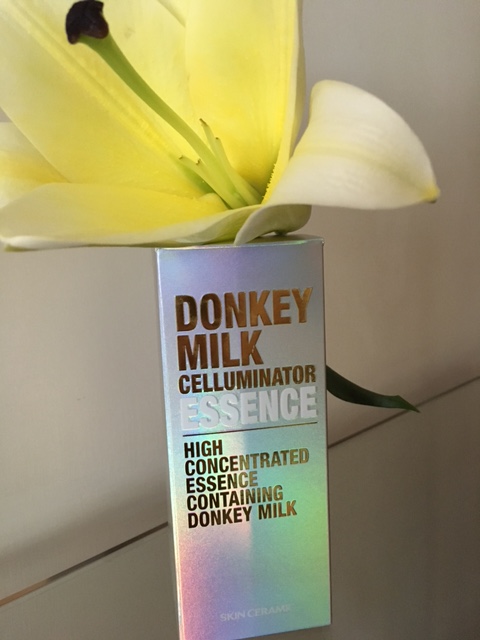 DONKEY
MILK
CELLUMINATOR
ESSENCE
HIGH
CONCENTRATED
ESSENCE
CONTAINING
DONKEY MILK
SKIN CERAMIC